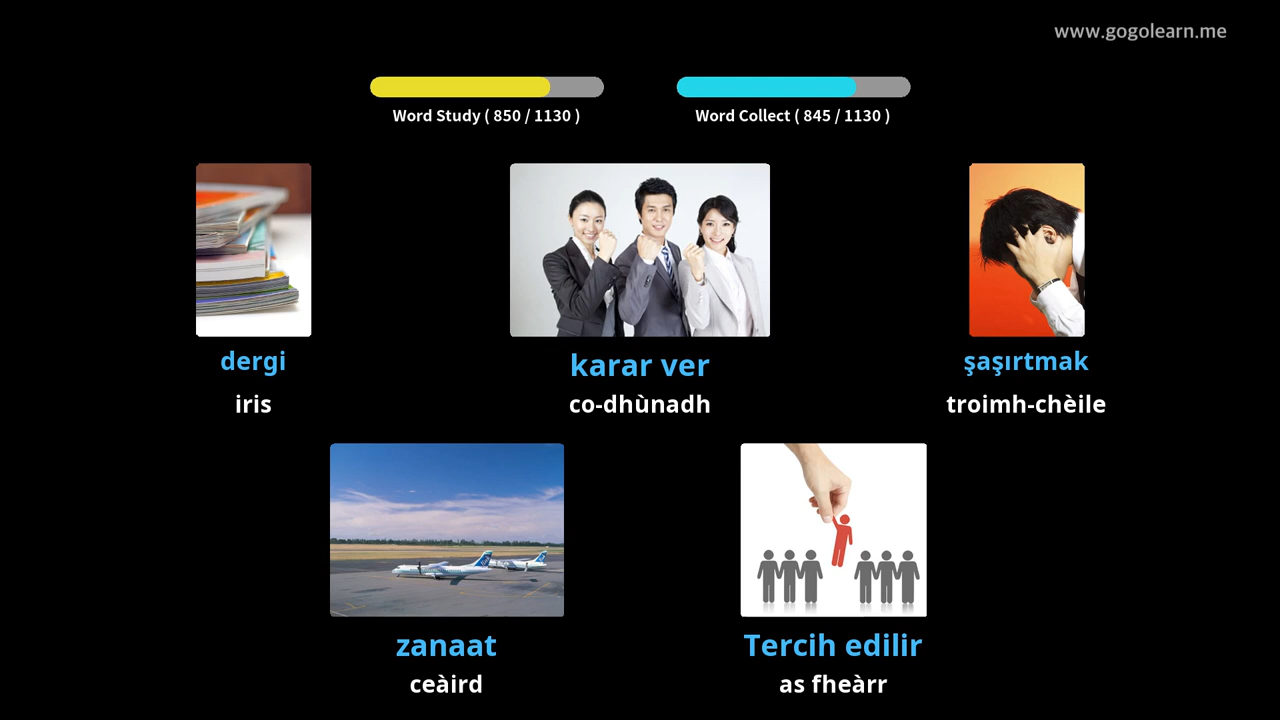 www.gogolearn.me
Word Study ( 850 / 1130 )
Word Collect ( 845 / 1130 )
dergi
iris
karar ver
co-dhùnadh
şaşırtmak
troimh-chèile
zanaat
ceàird
Tercih edilir
as fheàrr